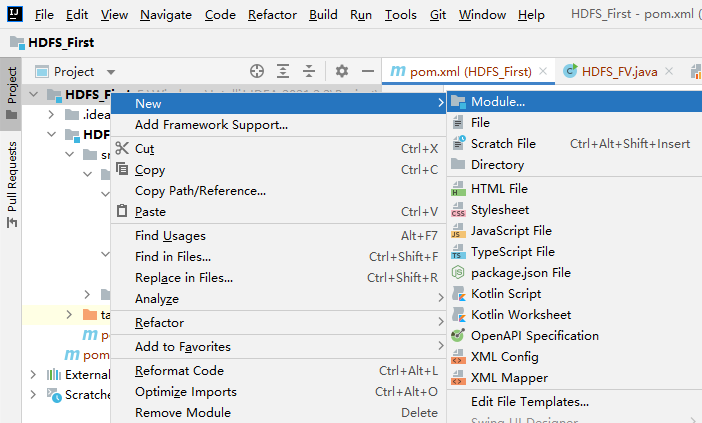 File Edit View Navigate Code Refactor Build Run Tools Git Window Help HDFS_First - pom.xml (HDFS_First)
HDFS_First
Project
Pull Requests
Project
pom.xml (HDFS_First)
HDFS_FV.java
HDFS_First
.idea
HDF
sr
ta
po
pom
External
Scratche
New
Add Framework Support...
Cut Ctrl+X
Copy Ctrl+C
Copy Path/Reference...
Paste Ctrl+V
Find Usages Alt+F7
Find in Files... Ctrl+Shift+F
Replace in Files... Ctrl+Shift+R
Analyze
Refactor
Add to Favorites
Reformat Code Ctrl+Alt+L
Optimize Imports Ctrl+Alt+O
Remove Module Delete
Module...
File
Scratch File Ctrl+Alt+Shift+Insert
Directory
HTML File
Stylesheet
JavaScript File
TypeScript File
package.json File
Kotlin Script
Kotlin Worksheet
OpenAPI Specification
XML Config
XML Mapper
Edit File Templates...
Swing UI Designer